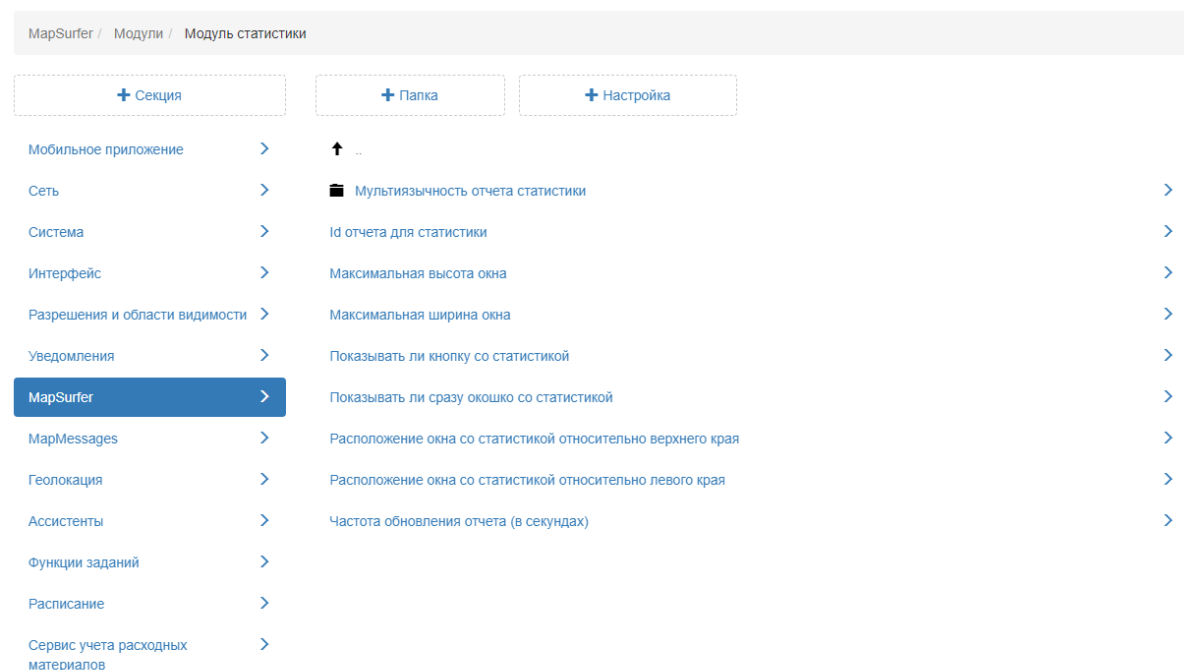 MapSurfer / Модули / Модуль статистики
+ Секция
+ Папка
+ Настройка
Мобильное приложение
Сеть
Система
Интерфейс
Разрешения и области видимости
Уведомления
MapSurfer
MapMessages
Геолокация
Ассистенты
Функции заданий
Расписание
Сервис учета расходных
материалов
..
Мультиязычность отчета статистики
Id отчета для статистики
Максимальная высота окна
Максимальная ширина окна
Показывать ли кнопку со статистикой
Показывать ли сразу окошко со статистикой
Расположение окна со статистикой относительно верхнего края
Расположение окна со статистикой относительно левого края
Частота обновления отчета (в секундах)